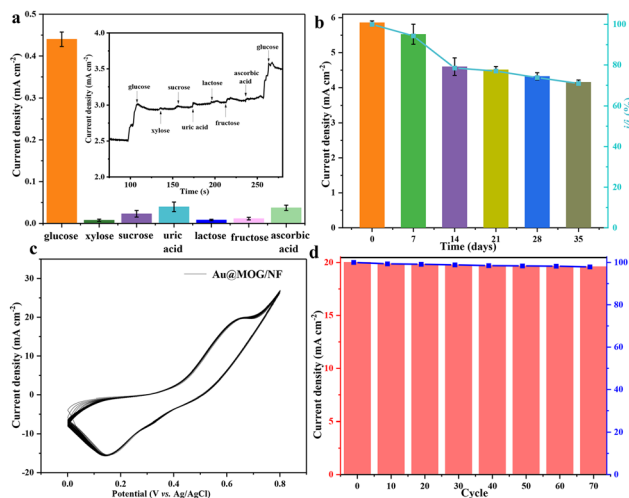 a
Current density (mA cm⁻²)
0.5
0.4
0.3
0.2
0.1
0.0
glucose
xylose
sucrose
uric
acid
lactose
fructose
ascorbic
acid
Current density (mA cm⁻²)
4.0
3.5
3.0
2.5
2.0
glucose
xylose
sucrose
uric acid
lactose
fructose
ascorbic
acid
glucose
100
150
200
250
Time (s)
b
Current density (mA cm⁻²)
6
5
4
3
2
1
0
0
7
14
21
28
35
Time (days)
100
80
60
40
20
0
c
Au@MOG/NF
Current density (mA cm⁻²)
30
20
10
0
-10
-20
0.0
0.2
0.4
0.6
0.8
Potential (V vs. Ag/AgCl)
d
Current density (mA cm⁻²)
20
15
10
5
0
0
10
20
30
40
50
60
70
Cycle
100
80
60
40
20
0